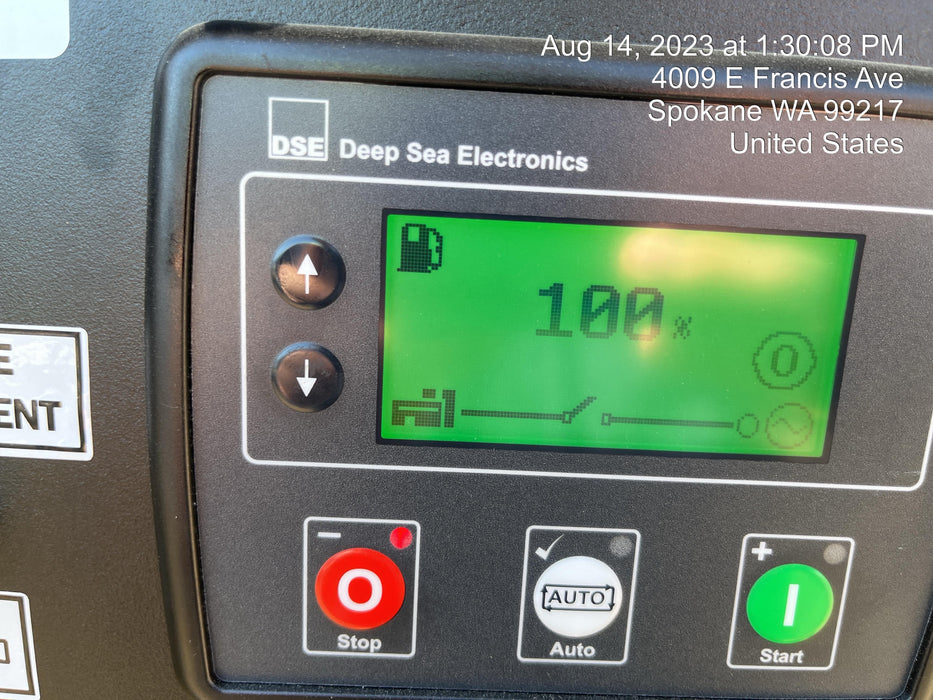 Aug 14, 2023 at 1:30:08 PM
4009 E Francis Ave
Spokane WA 99217
United States
DSE Deep Sea Electronics
100%
0
E
ENT
O
Stop
AUTO
Auto
I
Start